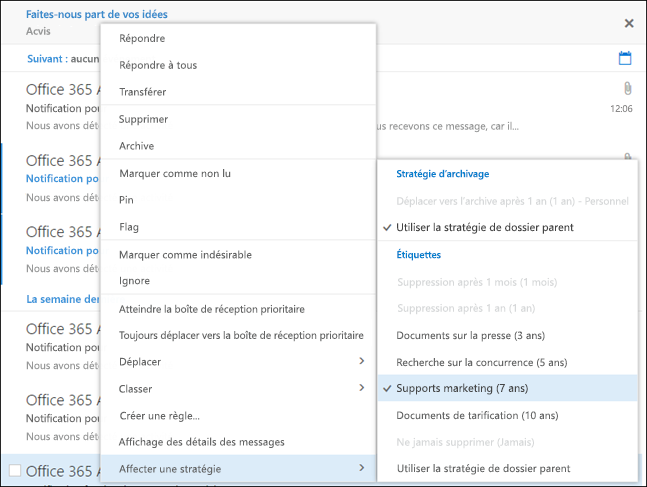 Faites-nous part de vos idées
Acvis
Suivant : aucun
Office 365 A
Notification pou
12:06
Nous avons dét
us recevons ce message, car il...
Office 365 A
Notification po
Nous avons dét
Office 365 A
Notification po
Nous avons dét
La semaine der
Office 365 A
Notification pou
Nous avons dét
Office 365 A
Notification pou
Nous avons dét
Office 365 A
Répondre
Répondre à tous
Transférer
Supprimer
Archive
Marquer comme non lu
Pin
Flag
Marquer comme indésirable
Ignore
Atteindre la boîte de réception prioritaire
Toujours déplacer vers la boîte de réception prioritaire
Déplacer
Classer
Créer une règle...
Affichage des détails des messages
Affecter une stratégie
Stratégie d'archivage
Déplacer vers l'archive après 1 an (1 an) - Personnel
Utiliser la stratégie de dossier parent
Étiquettes
Suppression après 1 mois (1 mois)
Suppression après 1 an (1 an)
Documents sur la presse (3 ans)
Recherche sur la concurrence (5 ans)
Supports marketing (7 ans)
Documents de tarification (10 ans)
Ne jamais supprimer (Jamais)
Utiliser la stratégie de dossier parent